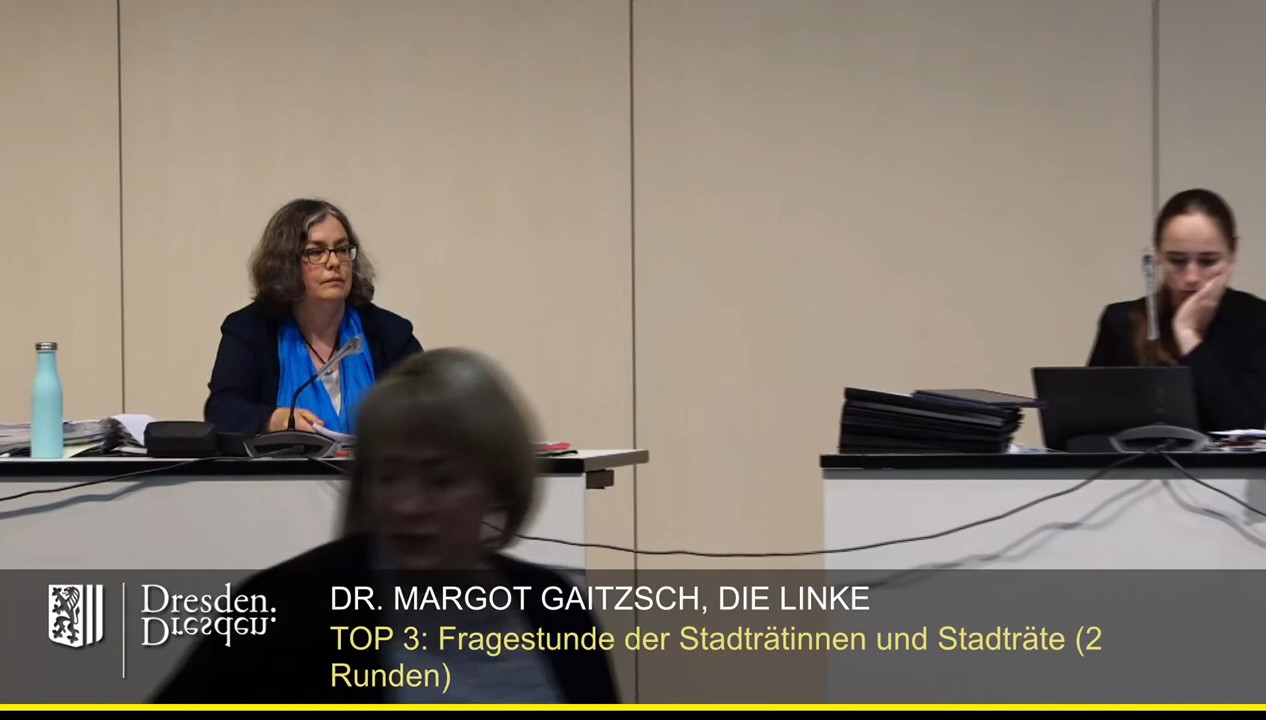 Dresden.
Dresden.
DR. MARGOT GAITZSCH, DIE LINKE
TOP 3: Fragestunde der Stadträtinnen und Stadträte (2
Runden)